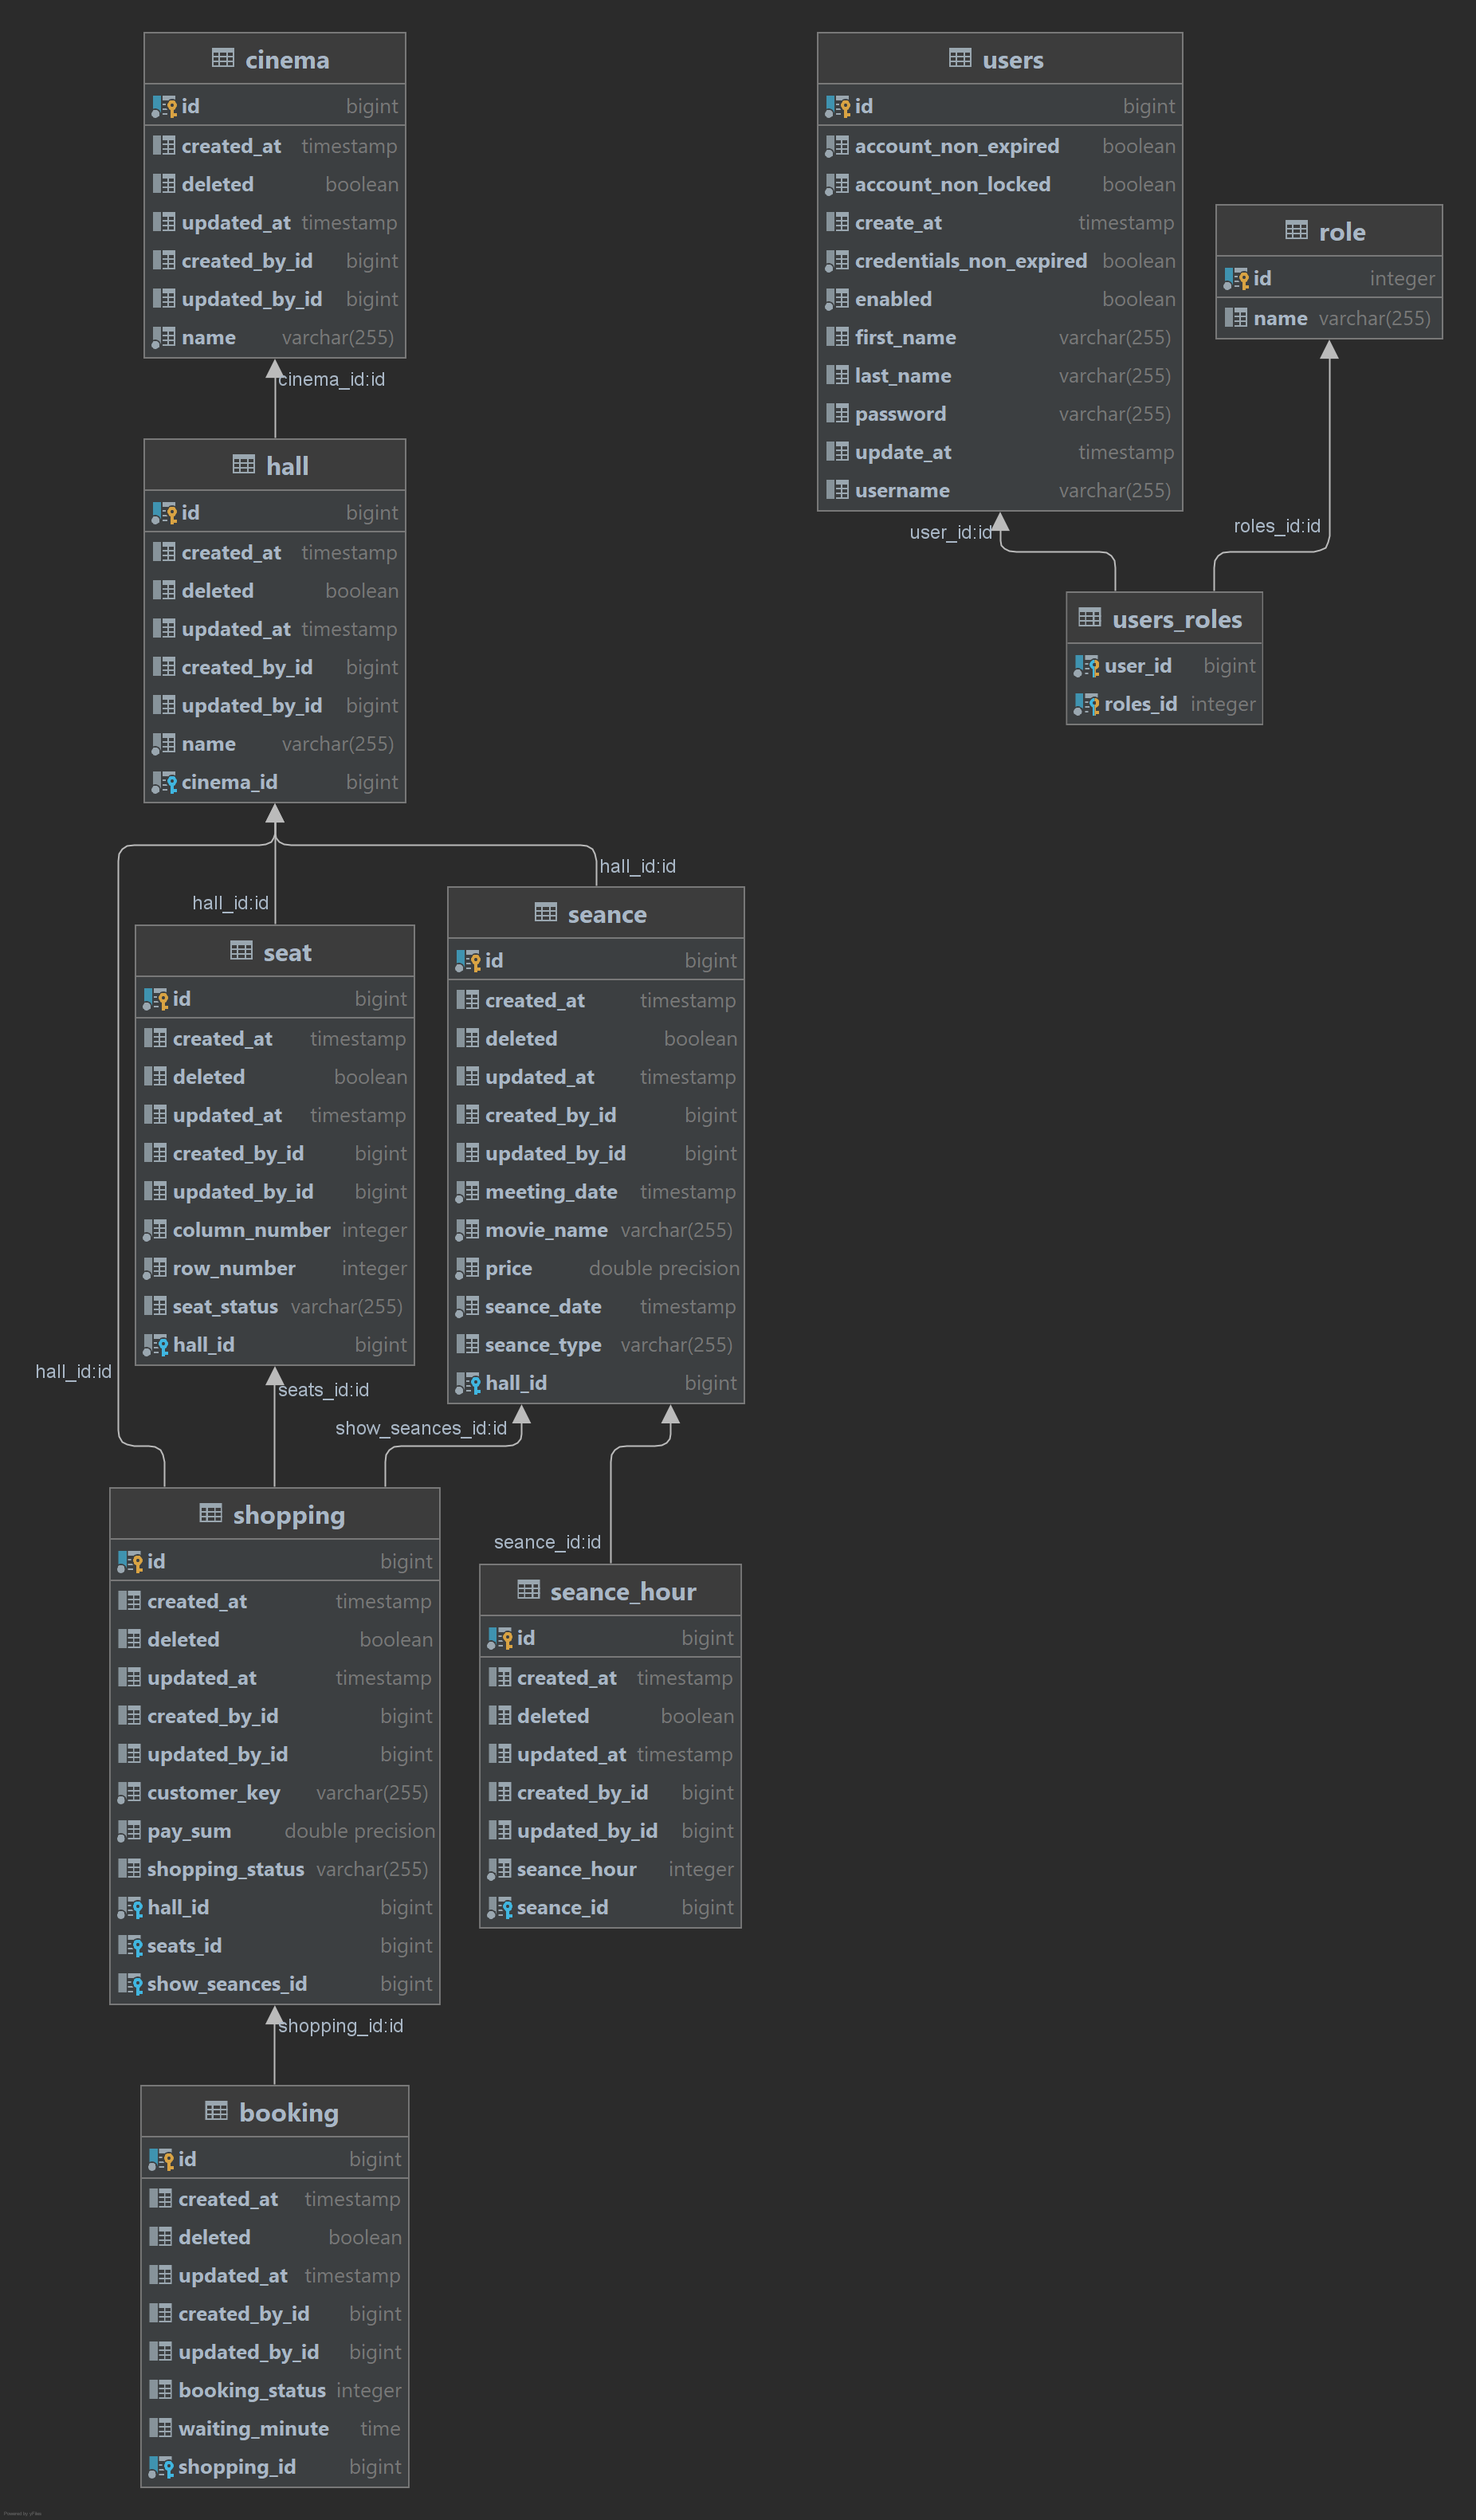 cinema
id bigint
created_at timestamp
deleted boolean
updated_at timestamp
created_by_id bigint
updated_by_id bigint
name varchar(255)
cinema_id:id
hall
id bigint
created_at timestamp
deleted boolean
updated_at timestamp
created_by_id bigint
updated_by_id bigint
name varchar(255)
cinema_id bigint
hall_id:id
hall_id:id
hall_id:id
seat
id bigint
created_at timestamp
deleted boolean
updated_at timestamp
created_by_id bigint
updated_by_id bigint
column_number integer
row_number integer
seat_status varchar(255)
hall_id bigint
seats_id:id
seance
id bigint
created_at timestamp
deleted boolean
updated_at timestamp
created_by_id bigint
updated_by_id bigint
meeting_date timestamp
movie_name varchar(255)
price double precision
seance_date timestamp
seance_type varchar(255)
hall_id bigint
show_seances_id:id
seance_id:id
shopping
id bigint
created_at timestamp
deleted boolean
updated_at timestamp
created_by_id bigint
updated_by_id bigint
customer_key varchar(255)
pay_sum double precision
shopping_status varchar(255)
hall_id bigint
seats_id bigint
show_seances_id bigint
shopping_id:id
seance_hour
id bigint
created_at timestamp
deleted boolean
updated_at timestamp
created_by_id bigint
updated_by_id bigint
seance_hour integer
seance_id bigint
booking
id bigint
created_at timestamp
deleted boolean
updated_at timestamp
created_by_id bigint
updated_by_id bigint
booking_status integer
waiting_minute time
shopping_id bigint
users
id bigint
account_non_expired boolean
account_non_locked boolean
create_at timestamp
credentials_non_expired boolean
enabled boolean
first_name varchar(255)
last_name varchar(255)
password varchar(255)
update_at timestamp
username varchar(255)
user_id:id
role
id integer
name varchar(255)
roles_id:id
users_roles
user_id bigint
roles_id integer
Powered by yFiles